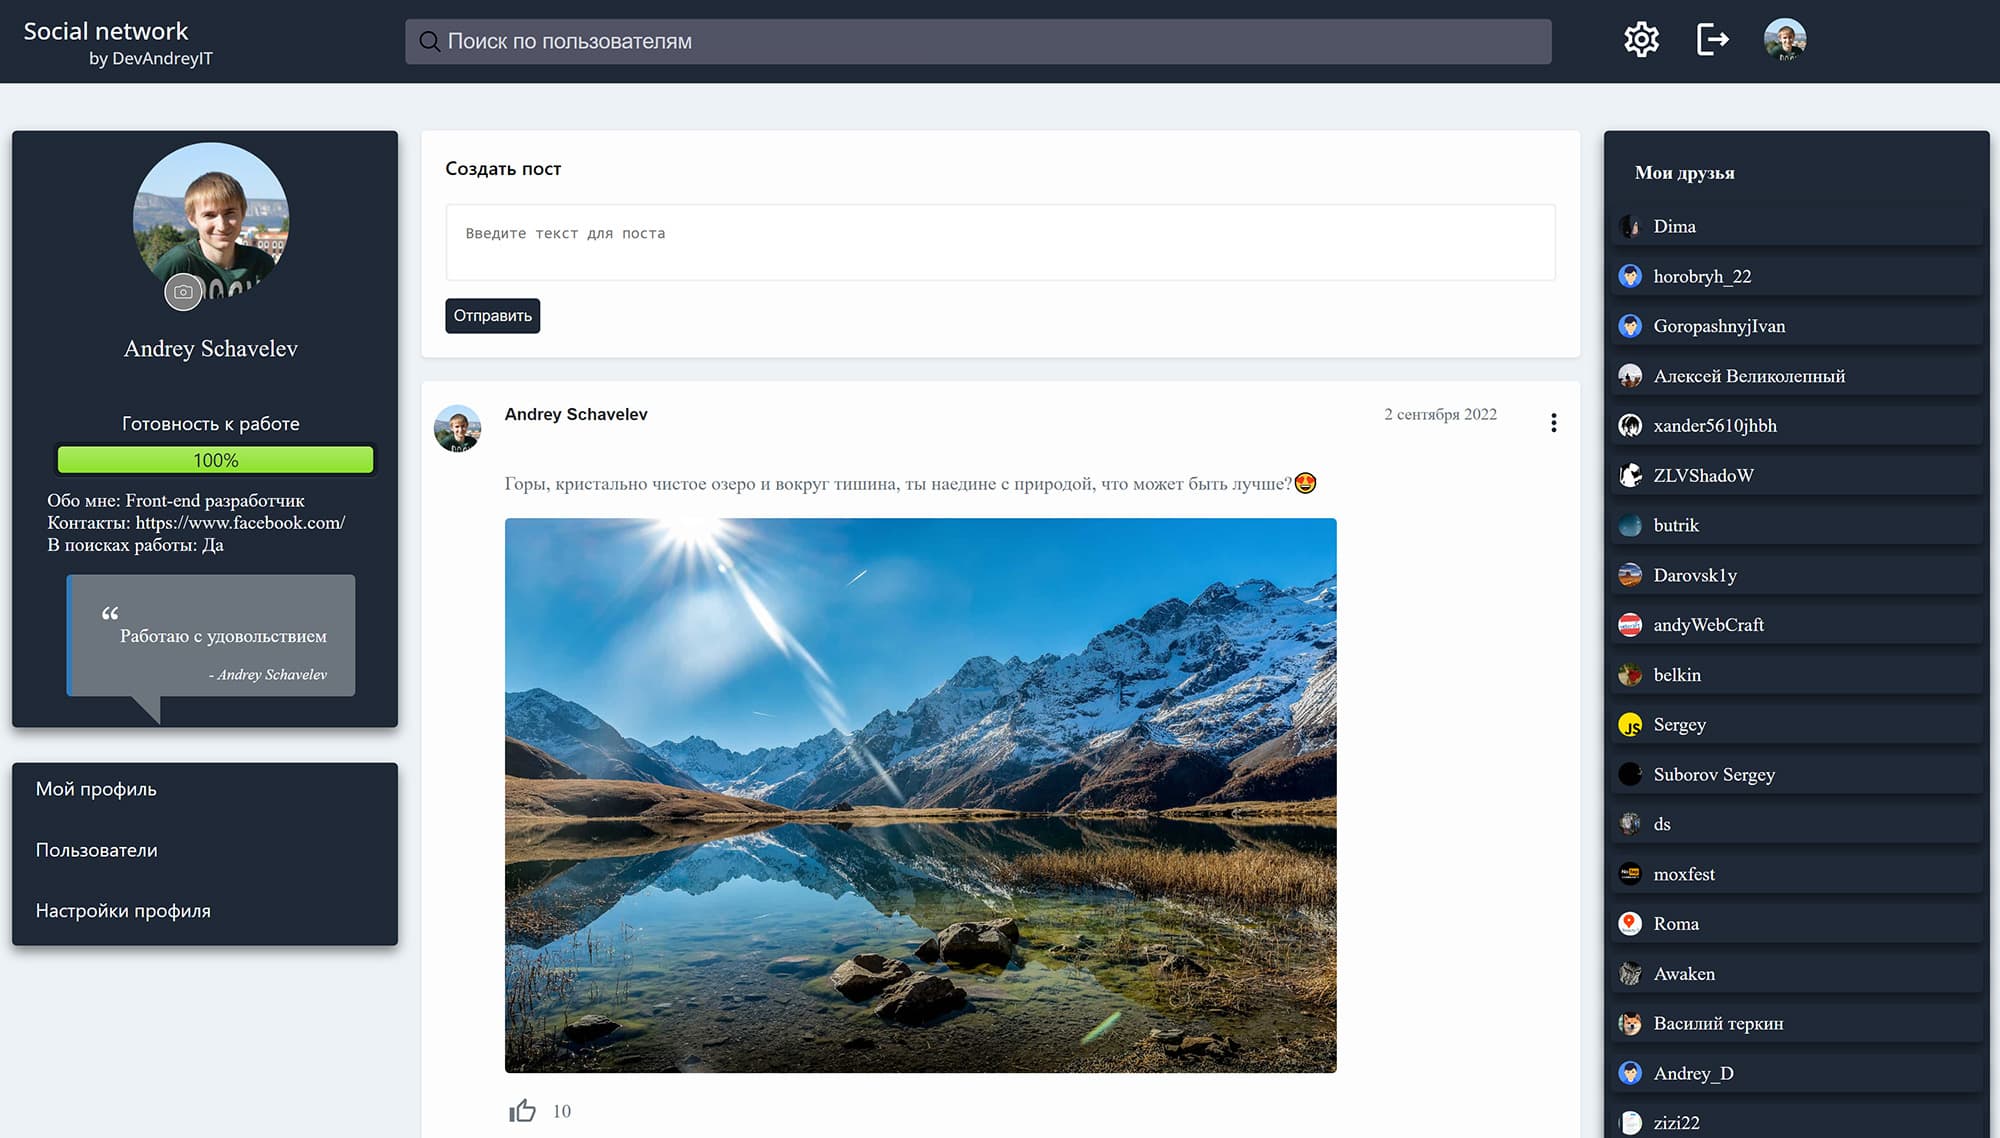 Social network
by DevAndreyIT
Поиск по пользователям
Andrey Schavelev
Готовность к работе
100%
Обо мне: Front-end разработчик
Контакты: https://www.facebook.com/
В поисках работы: Да
“
Работаю с удовольствием
- Andrey Schavelev
Мой профиль
Пользователи
Настройки профиля
Создать пост
Введите текст для поста
Отправить
Andrey Schavelev
2 сентября 2022
Горы, кристально чистое озеро и вокруг тишина, ты наедине с природой, что может быть лучше?😍
10
Мои друзья
Dima
horobryh_22
GoropashnyjIvan
Алексей Великолепный
xander5610jhbh
ZLVShadoW
butrik
Darovsk1y
andyWebCraft
belkin
JS
Sergey
Suborov Sergey
ds
moxfest
Roma
Awaken
Василий теркин
Andrey_D
zizi22